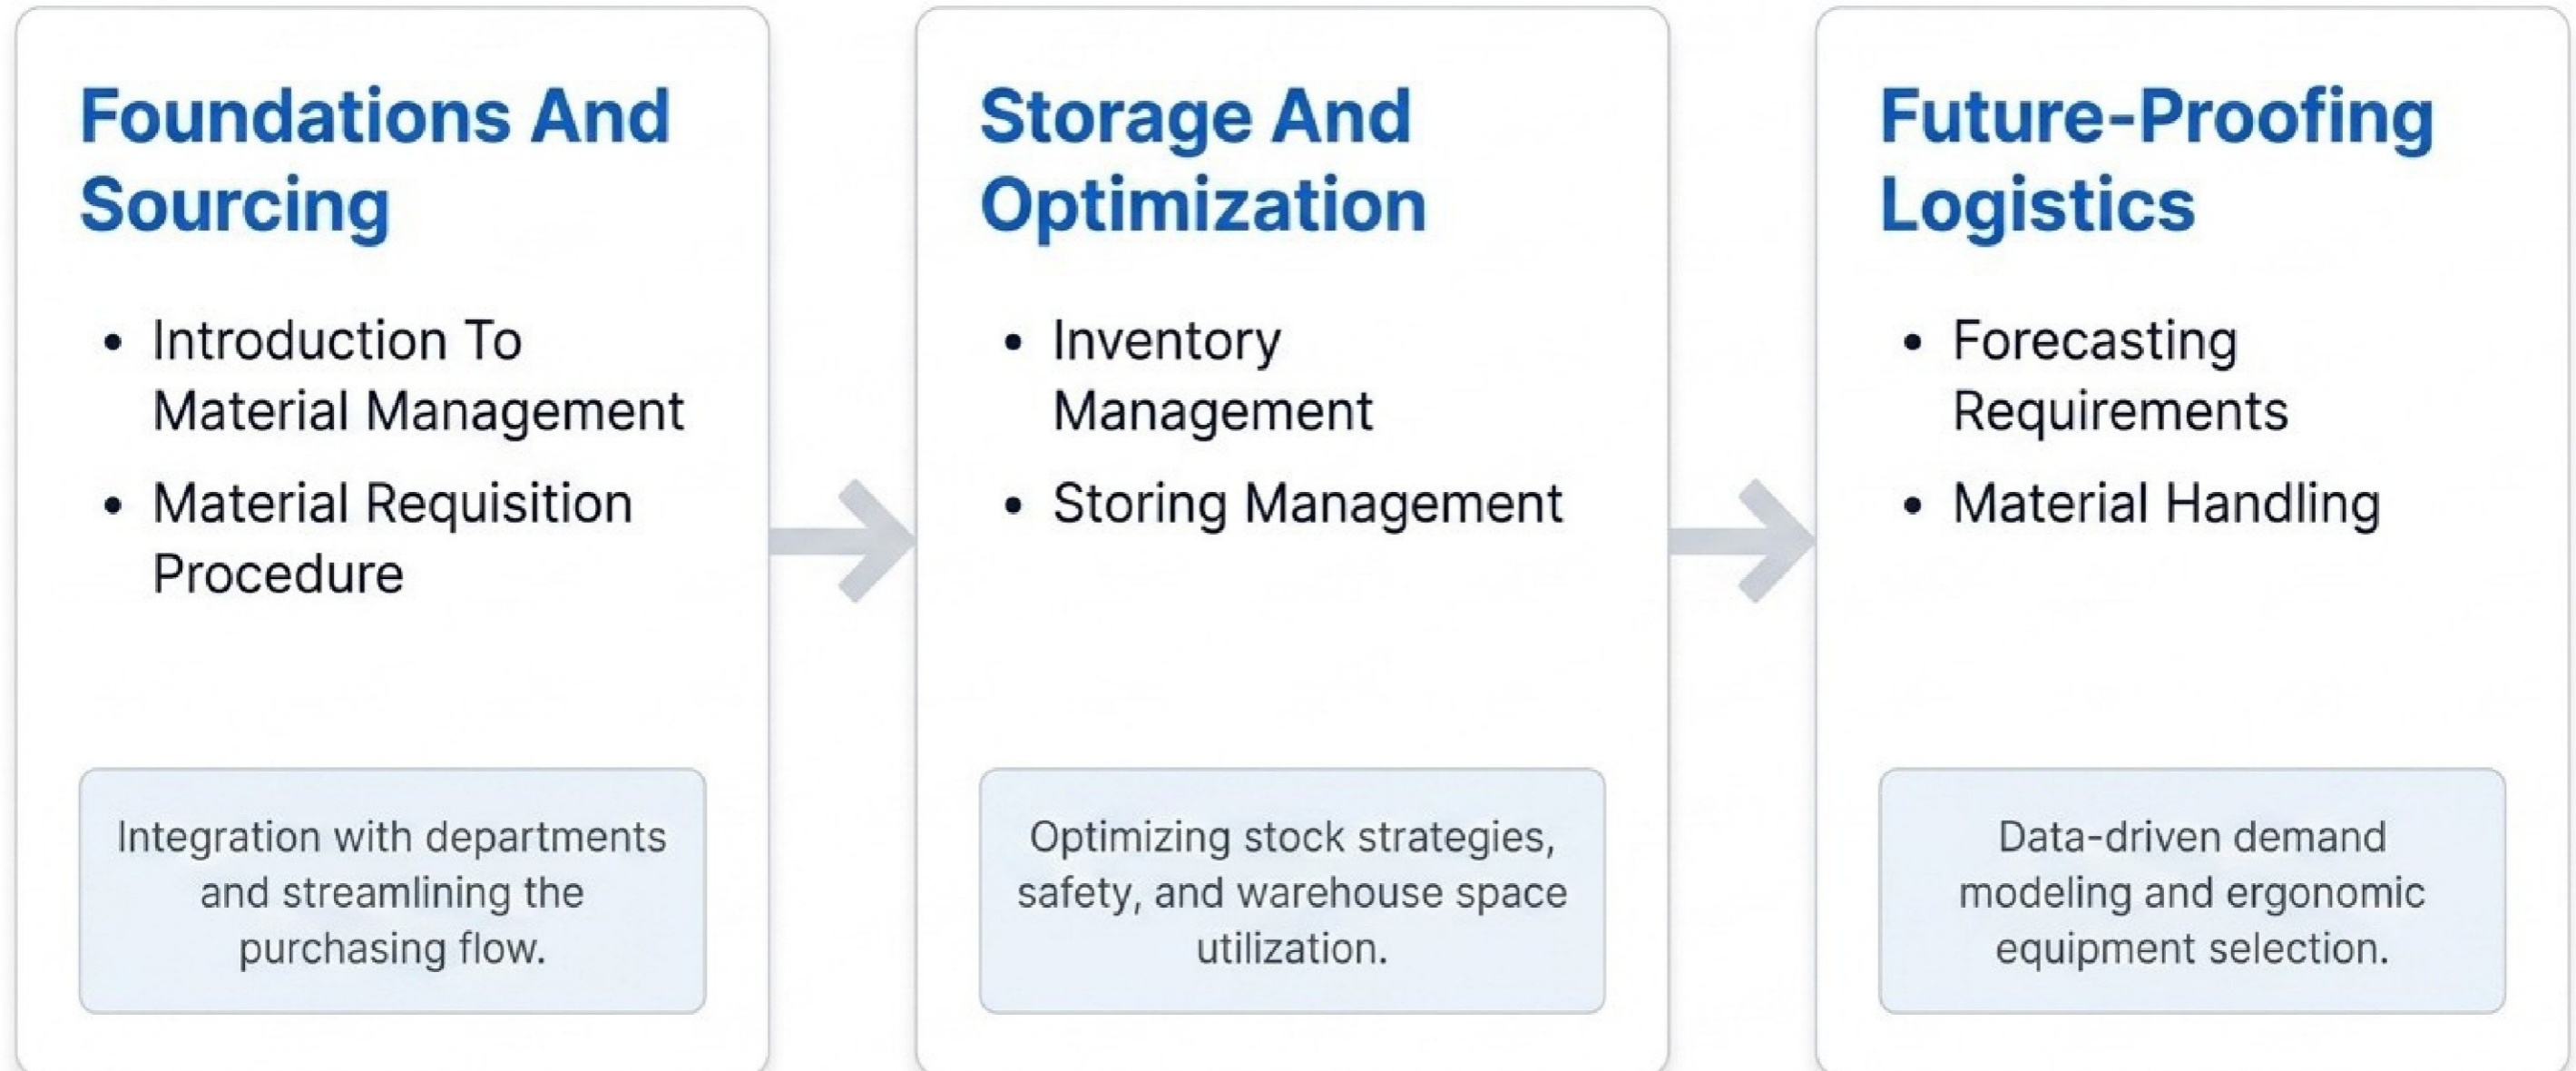 Foundations And
Sourcing
• Introduction To
Material Management
• Material Requisition
Procedure
Integration with departments
and streamlining the
purchasing flow.
Storage And
Optimization
• Inventory
Management
• Storing Management
Optimizing stock strategies,
safety, and warehouse space
utilization.
Future-Proofing
Logistics
• Forecasting
Requirements
• Material Handling
Data-driven demand
modeling and ergonomic
equipment selection.